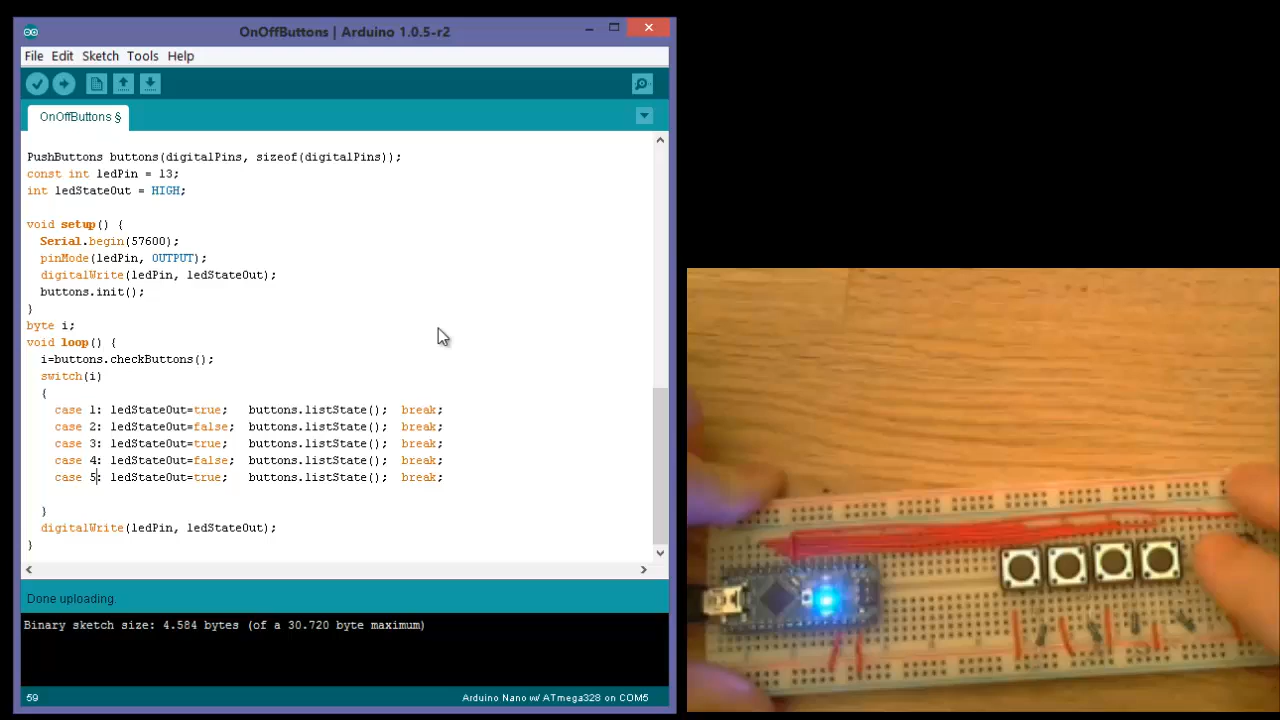 OnOffButtons | Arduino 1.0.5-r2
File Edit Sketch Tools Help
OnOffButtons §
PushButtons buttons(digitalPins, sizeof(digitalPins));
const int ledPin = 13;
int ledStateOut = HIGH;
void setup() {
Serial.begin(57600);
pinMode(ledPin, OUTPUT);
digitalWrite(ledPin, ledStateOut);
buttons.init();
}
byte i;
void loop() {
i=buttons.checkButtons();
switch(i)
{
case 1: ledStateOut=true; buttons.listState(); break;
case 2: ledStateOut=false; buttons.listState(); break;
case 3: ledStateOut=true; buttons.listState(); break;
case 4: ledStateOut=false; buttons.listState(); break;
case 5: ledStateOut=true; buttons.listState(); break;
}
digitalWrite(ledPin, ledStateOut);
}
Done uploading.
Binary sketch size: 4.584 bytes (of a 30.720 byte maximum)
59 Arduino Nano w/ ATmega328 on COM5